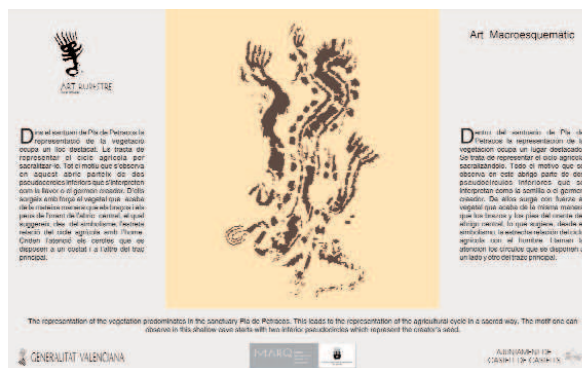 Art Macroesquemàtic
ART RUPESTRE
Dins el santuari de Pla de Petracos la
representació de la vegetació
ocupa un lloc destacat. Es tracta de
representar el cicle agrícola per
sacralitzar-lo. Tot el motiu que s'observa
en aquest abric parteix de dos
pseudocercles inferiors que s'interpreten
com la llavor o el germen creador. D'ells
sorgeix amb força el vegetal que acaba
de la mateixa manera que els braços i els
peus de l'orant de l'abric central, el qual
suggereix, des del simbolisme, l'estreta
relació del cicle agrícola amb l'home.
Criden l'atenció els cercles que es
disposen a un costat i a l'altre del traç
principal.
Dentro del santuario de Pla de
Petracos la representación de la
vegetación ocupa un lugar destacado.
Se trata de representar el ciclo agrícola
sacralizándolo. Todo el motivo que se
observa en este abrigo parte de dos
pseudocírculos inferiores que se
interpretan como la semilla o el germen
creador. De ellos surge con fuerza el
vegetal que acaba de la misma manera
que los brazos y los pies del orante del
abrigo central, lo que sugiere, desde el
simbolismo, la estrecha relación del ciclo
agrícola con el hombre. Llaman la
atención los círculos que se disponen a
un lado y otro del trazo principal.
The representation of the vegetation predominates in the sanctuary Pla de Petracos. This leads to the representation of the agricultural cycle in a sacred way. The motif one can
observe in this shallow cave starts with two inferior pseudocircles which represent the creator's seed.
GENERALITAT VALENCIANA
MARQ
AJUNTAMENT DE
CASTELL DE CASTELLS